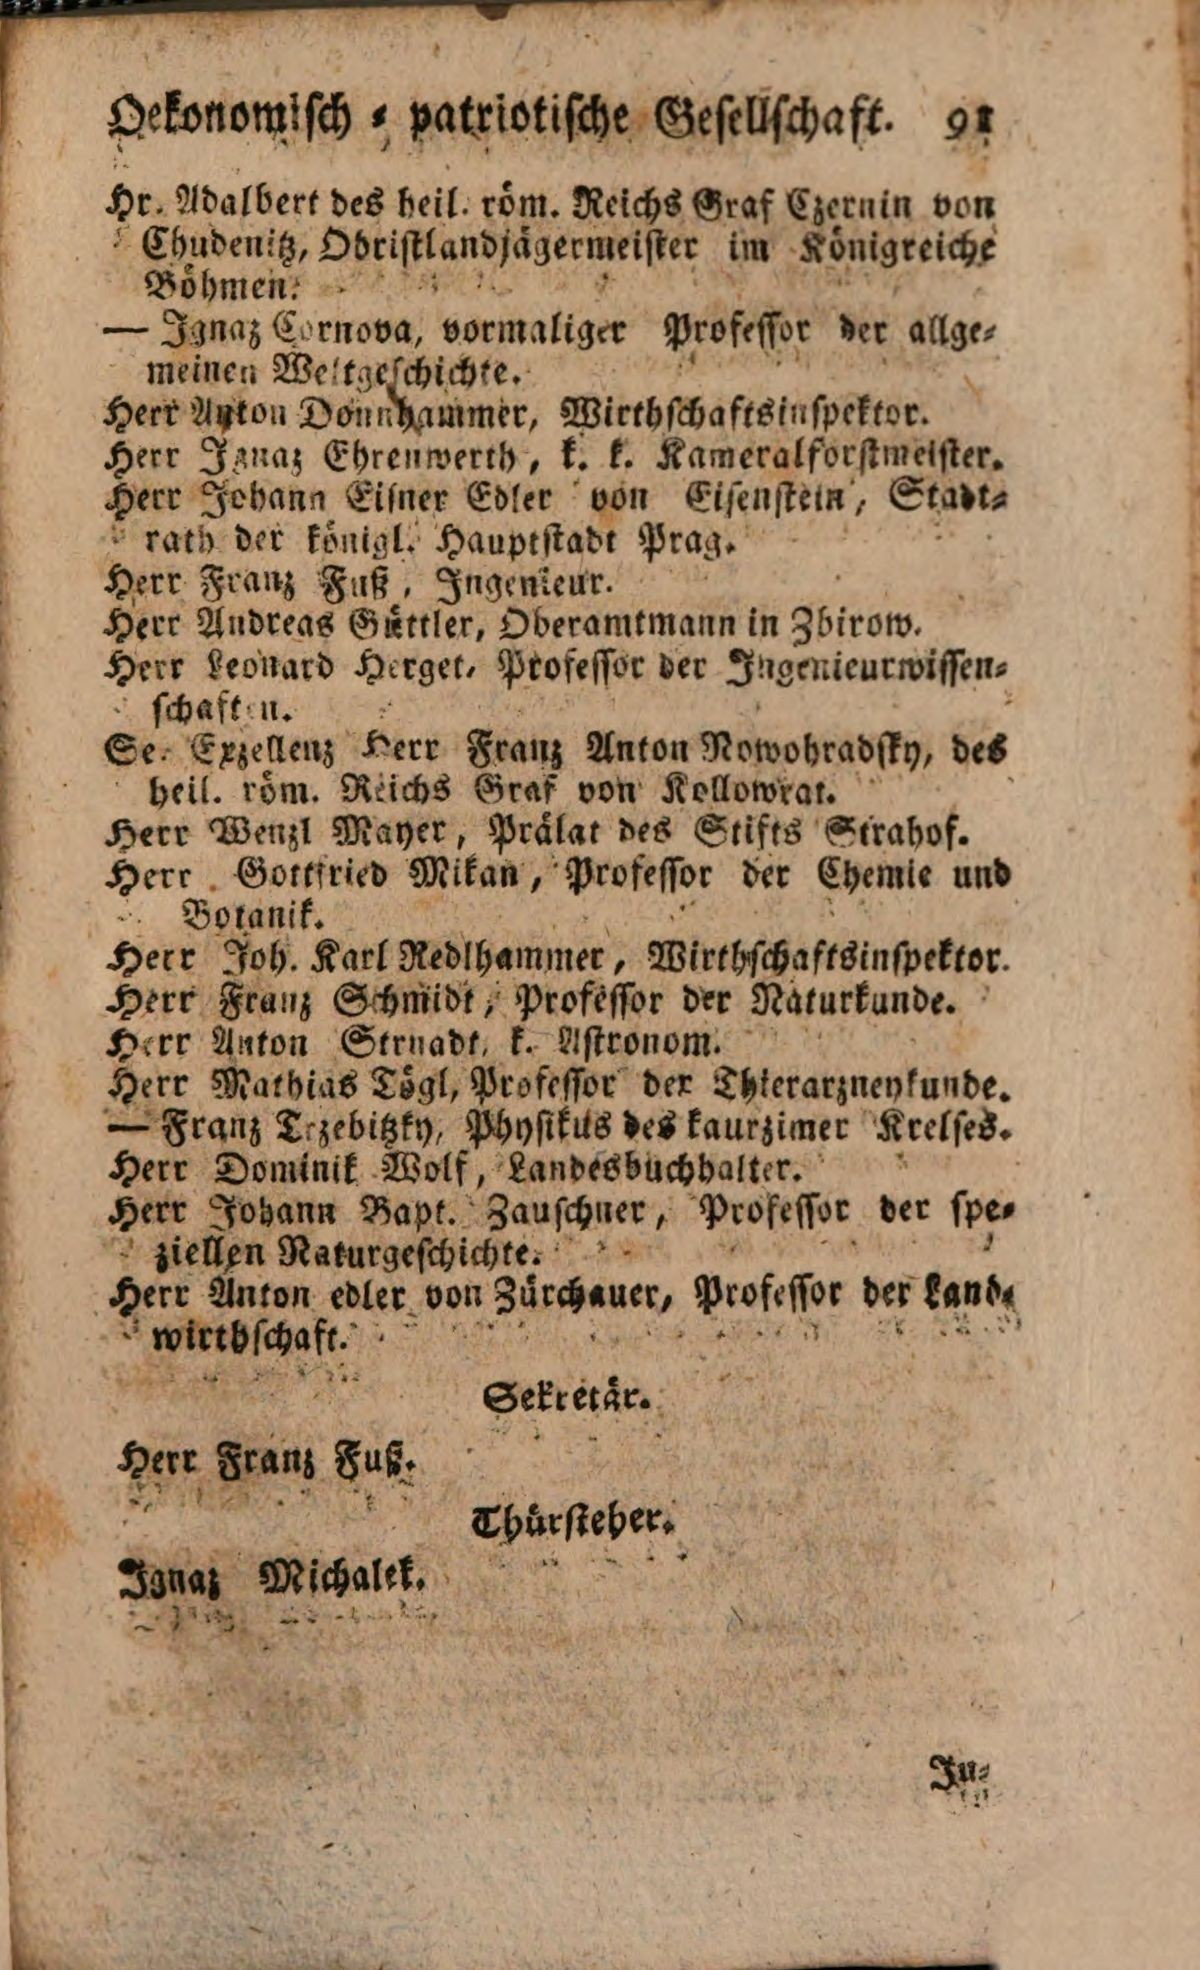 Oekonomisch-patriotische Gesellschaft. 91
Hr. Adalbert des heil. röm. Reichs Graf Czernin von
Chudenitz, Obristlandjägermeister im Königreiche
Böhmen.
— Ignaz Cornova, vormaliger Professor der allge-
meinen Weltgeschichte.
Herr Anton Donnhammer, Wirthschaftsinspektor.
Herr Ignaz Ehrenwerth, k. k. Kameralforstmeister.
Herr Johann Eisner Edler von Eisenstein, Stadt-
rath der königl. Hauptstadt Prag.
Herr Franz Fuß, Ingenieur.
Herr Andreas Güttler, Oberamtmann in Zbirow.
Herr Leonard Herget, Professor der Ingenieurwissen-
schaften.
Se. Exzellenz Herr Franz Anton Nowohradsky, des
heil. röm. Reichs Graf von Kollowrat.
Herr Wenzl Mayer, Prälat des Stifts Strahof.
Herr Gottfried Mikan, Professor der Chemie und
Botanik.
Herr Joh. Karl Redlhammer, Wirthschaftsinspektor.
Herr Franz Schmidt, Professor der Naturkunde.
Herr Anton Strnadt, k. Astronom.
Herr Mathias Tögl, Professor der Thierarzneykunde.
— Franz Trzebitzky, Physikus des kaurzimer Kreises.
Herr Dominik Wolf, Landesbuchhalter.
Herr Johann Bapt. Zauschner, Professor der spe-
ziellen Naturgeschichte.
Herr Anton edler von Zürchauer, Professor der Land-
wirthschaft.
Sekretär.
Herr Franz Fuß.
Thürsteher.
Ignaz Michalek.
Ju-